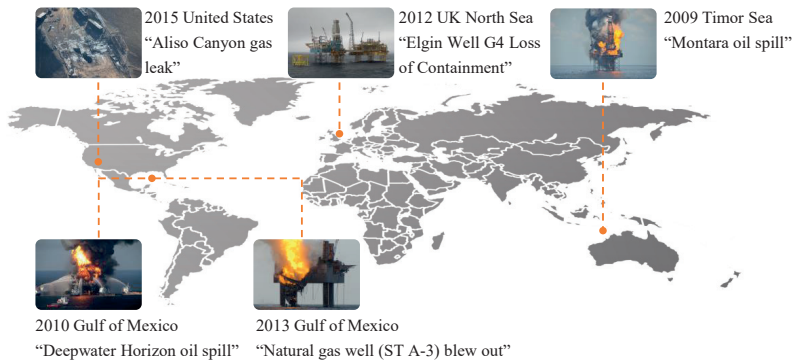 2015 United States
“Aliso Canyon gas
leak”
2012 UK North Sea
“Elgin Well G4 Loss
of Containment”
2009 Timor Sea
“Montara oil spill”
2010 Gulf of Mexico
“Deepwater Horizon oil spill”
2013 Gulf of Mexico
“Natural gas well (ST A-3) blew out”